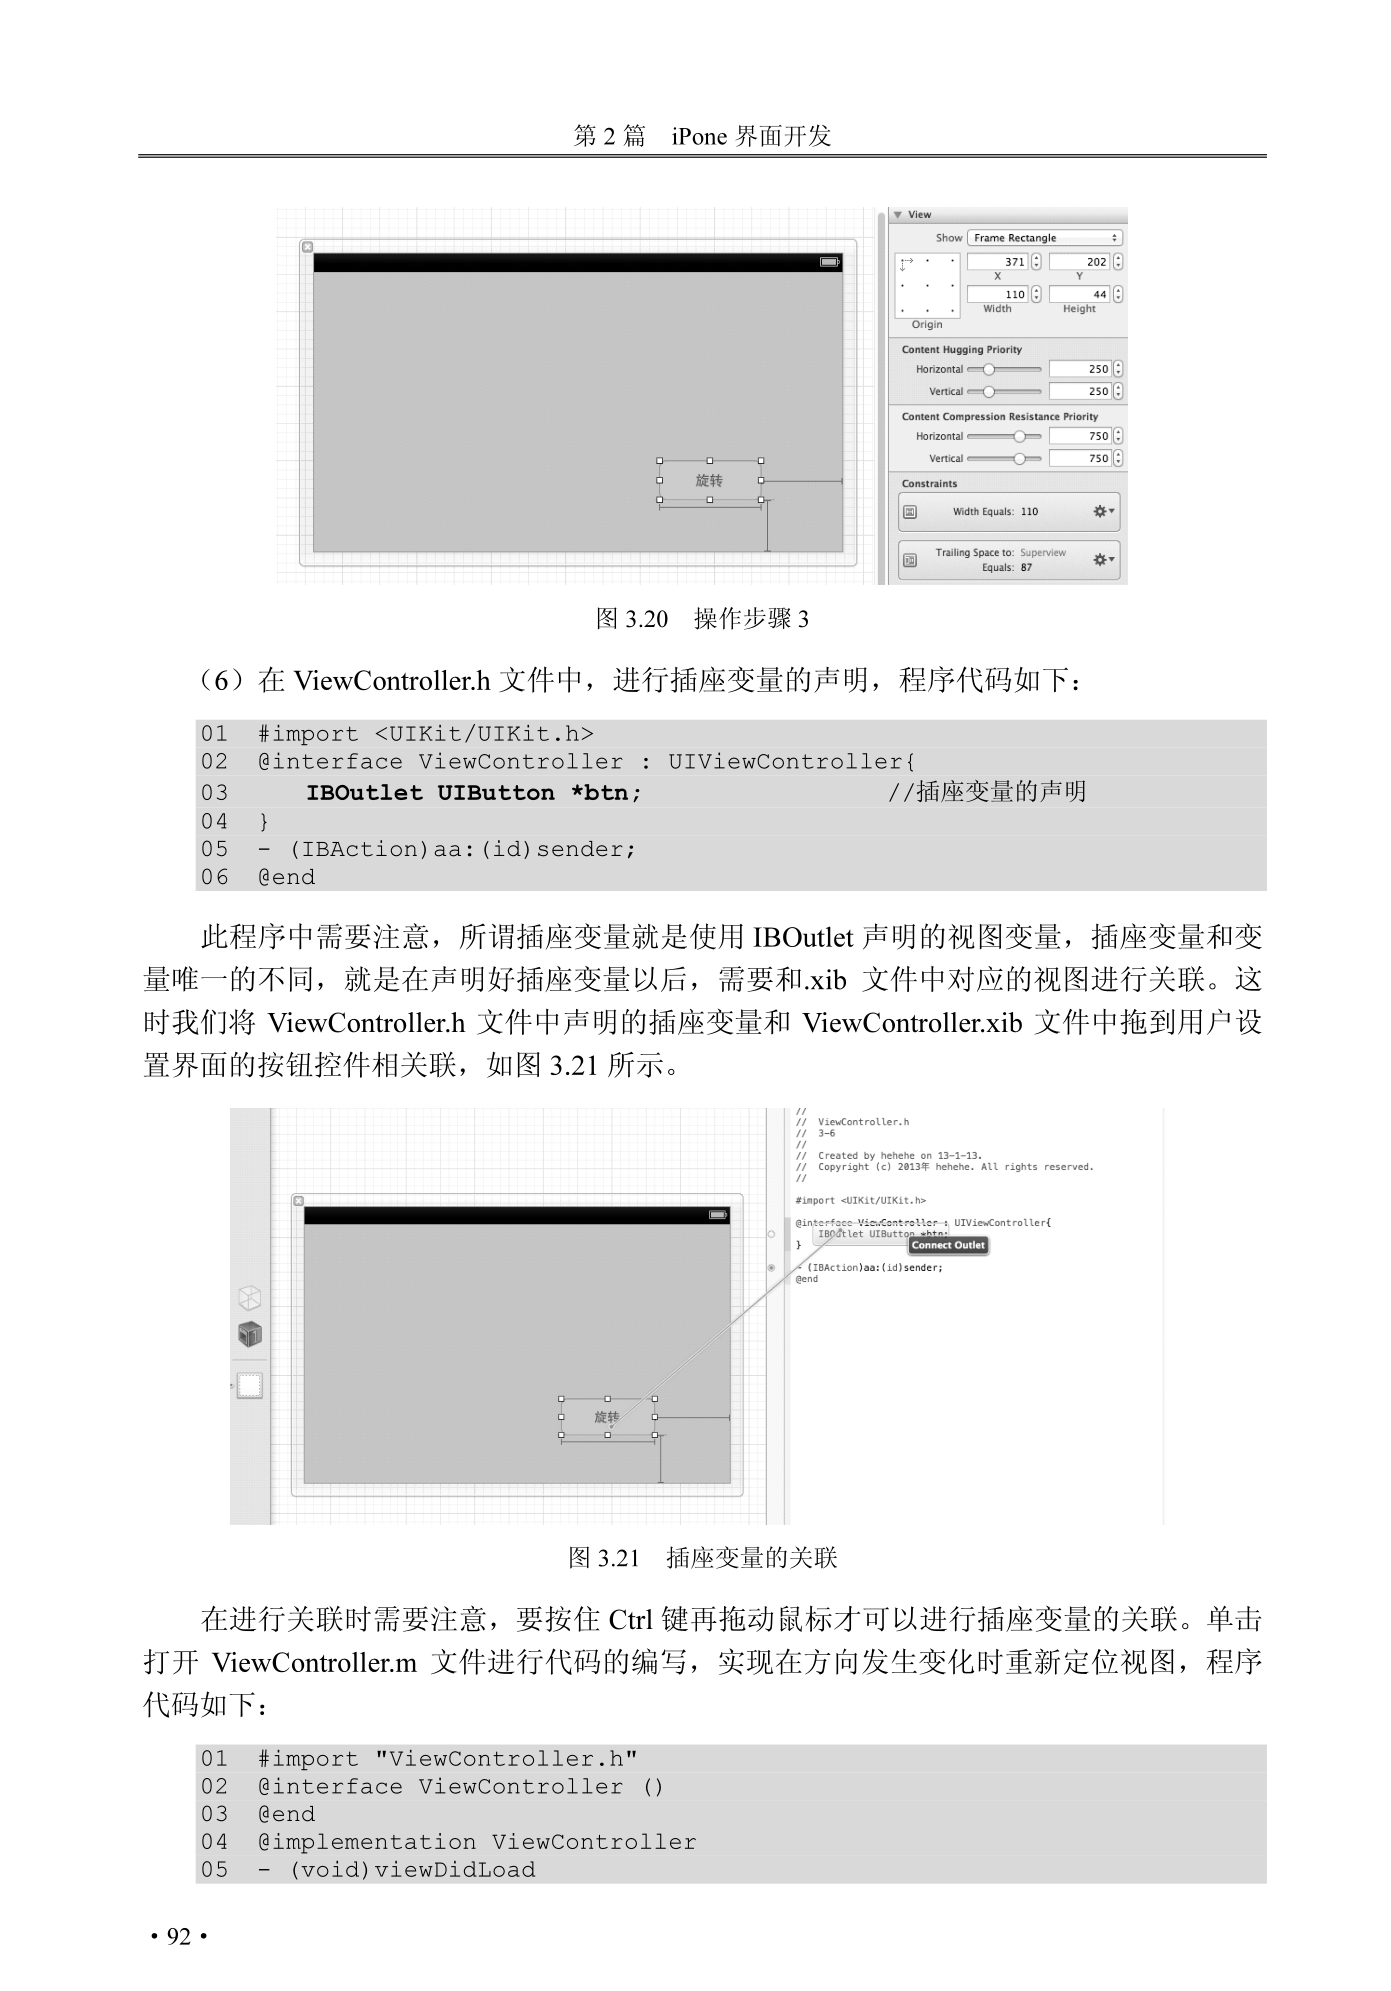 第 2 篇　iPone 界面开发
View
Show Frame Rectangle
371 202
X Y
110 44
Width Height
Origin
Content Hugging Priority
Horizontal 250
Vertical 250
Content Compression Resistance Priority
Horizontal 750
Vertical 750
Constraints
Width Equals: 110
Trailing Space to: Superview
Equals: 87
旋转
图 3.20　操作步骤 3
（6）在 ViewController.h 文件中，进行插座变量的声明，程序代码如下：
01 #import <UIKit/UIKit.h>
02 @interface ViewController : UIViewController{
03 IBOutlet UIButton *btn; //插座变量的声明
04 }
05 - (IBAction)aa:(id)sender;
06 @end
此程序中需要注意，所谓插座变量就是使用 IBOutlet 声明的视图变量，插座变量和变
量唯一的不同，就是在声明好插座变量以后，需要和.xib 文件中对应的视图进行关联。这
时我们将 ViewController.h 文件中声明的插座变量和 ViewController.xib 文件中拖到用户设
置界面的按钮控件相关联，如图 3.21 所示。
//
// ViewController.h
// 3-6
//
// Created by hehehe on 13-1-13.
// Copyright (c) 2013年 hehehe. All rights reserved.
//
#import <UIKit/UIKit.h>
@interface ViewController : UIViewController{
IBOutlet UIButton *btn;
}
Connect Outlet
- (IBAction)aa:(id)sender;
@end
旋转
图 3.21　插座变量的关联
在进行关联时需要注意，要按住 Ctrl 键再拖动鼠标才可以进行插座变量的关联。单击
打开 ViewController.m 文件进行代码的编写，实现在方向发生变化时重新定位视图，程序
代码如下：
01 #import "ViewController.h"
02 @interface ViewController ()
03 @end
04 @implementation ViewController
05 - (void)viewDidLoad
· 92 ·